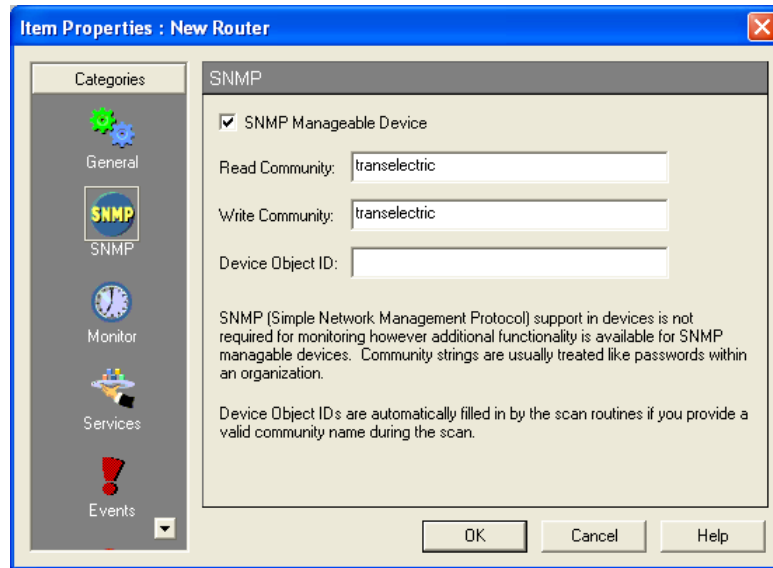 Item Properties : New Router
Categories
General
SNMP
SNMP
Monitor
Services
Events
SNMP
SNMP Manageable Device
Read Community: transelectric
Write Community: transelectric
Device Object ID:
SNMP (Simple Network Management Protocol) support in devices is not
required for monitoring however additional functionality is available for SNMP
managable devices.  Community strings are usually treated like passwords within
an organization.
Device Object IDs are automatically filled in by the scan routines if you provide a
valid community name during the scan.
OK Cancel Help